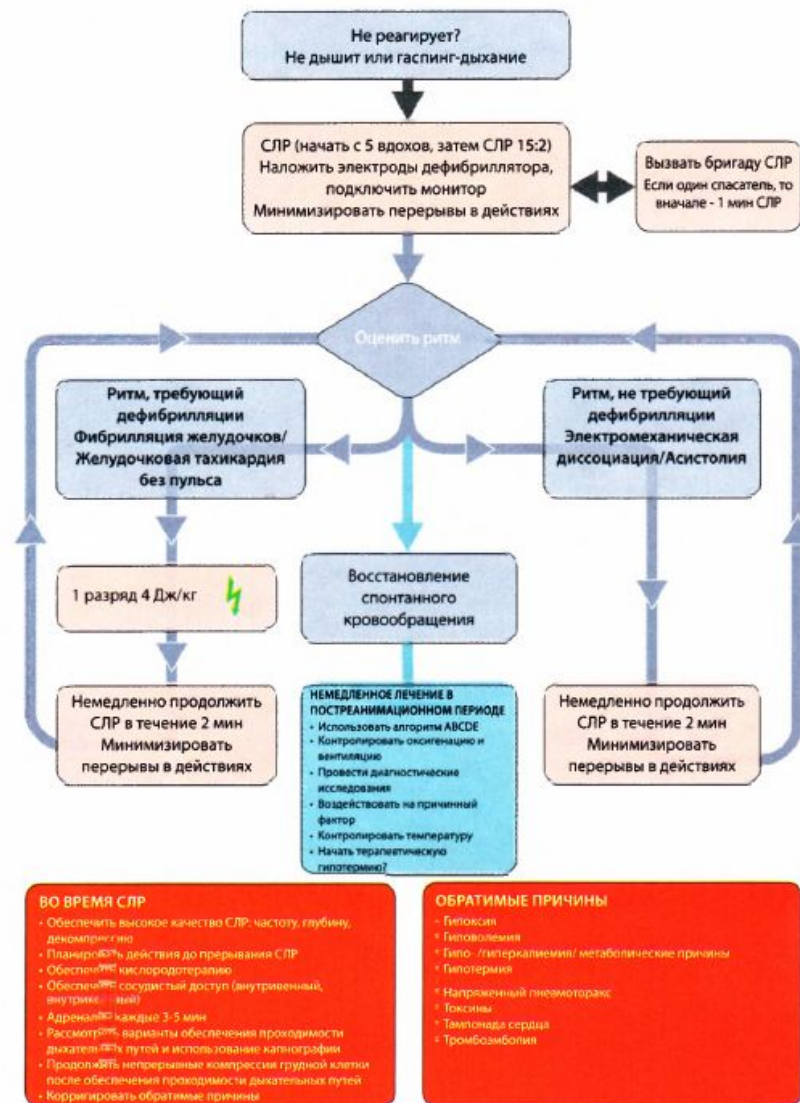 Не реагирует?
Не дышит или гаспинг-дыхание
СЛР (начать с 5 вдохов, затем СЛР 15:2)
Наложить электроды дефибриллятора,
подключить монитор
Минимизировать перерывы в действиях
Вызвать бригаду СЛР
Если один спасатель, то
вначале - 1 мин СЛР
Оценить ритм
Ритм, требующий
дефибрилляции
Фибрилляция желудочков/
Желудочковая тахикардия
без пульса
Ритм, не требующий
дефибрилляции
Электромеханическая
диссоциация/Асистолия
1 разряд 4 Дж/кг
Восстановление
спонтанного
кровообращения
Немедленно продолжить
СЛР в течение 2 мин
Минимизировать
перерывы в действиях
НЕМЕДЛЕННОЕ ЛЕЧЕНИЕ В
ПОСТРЕАНИМАЦИОННОМ ПЕРИОДЕ
• Использовать алгоритм ABCDE
• Контролировать оксигенацию и
вентиляцию
• Провести диагностические
исследования
• Воздействовать на причинный
фактор
• Контролировать температуру
• Начать терапевтическую
гипотермию?
Немедленно продолжить
СЛР в течение 2 мин
Минимизировать
перерывы в действиях
ВО ВРЕМЯ СЛР
• Обеспечить высокое качество СЛР: частоту, глубину,
декомпрессию
• действия до прерывания СЛР
• кислородотерапию
• сосудистый доступ (внутривенный,
• каждые 3-5 мин
• варианты обеспечения проходимости
путей и использование капнографии
• Продолжить непрерывные компрессии грудной клетки
после обеспечения проходимости дыхательных путей
• Корригировать обратимые причины
ОБРАТИМЫЕ ПРИЧИНЫ
• Гипоксия
• Гиповолемия
• Гипо- /гиперкалиемия/ метаболические причины
• Гипотермия
• Напряженный пневмоторакс
• Токсины
• Тампонада сердца
• Тромбоэмболия